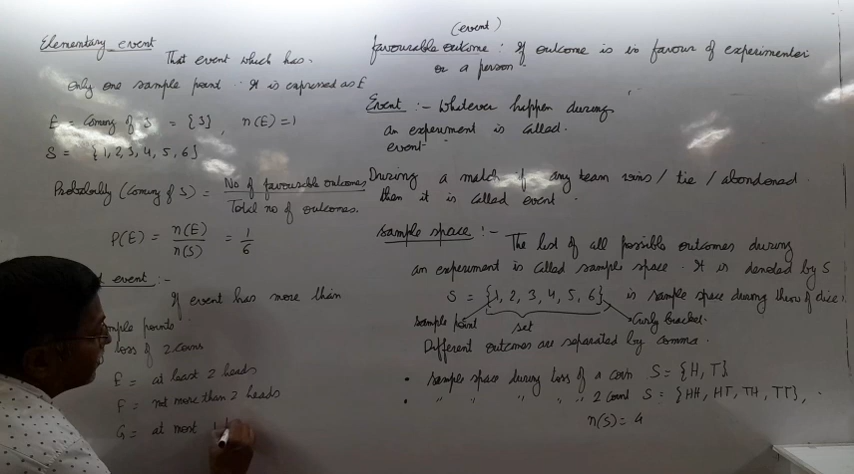 Elementary event
That event which has
only one sample point. It is expressed as E
E = Coming of 5 = {5}, n(E)=1
S = {1, 2, 3, 4, 5, 6}
Probability (Coming of 5) = No of favourable outcomes / Total no of outcomes.
P(E) = n(E) / n(S) = 1/6
event :-
If event has more than
points
of 2 coins
E = at least 2 heads
F = not more than 2 heads
G = at most 1
(event)
favourable outcome : If outcome is in favour of experimenter
or a person.
Event :- Whatever happen during
an experiment is called
event
During a match if any team wins / tie / abandoned.
then it is called event.
Sample space :- The list of all possible outcomes during
an experiment is called sample space. It is denoted by S
S = {1, 2, 3, 4, 5, 6} is sample space during throw of dice.
sample point set Curly bracket.
Different outcomes are separated by comma.
• sample space during toss of a coin S = {H, T}
• " " " " 2 coins S = {HH, HT, TH, TT},
n(S) = 4